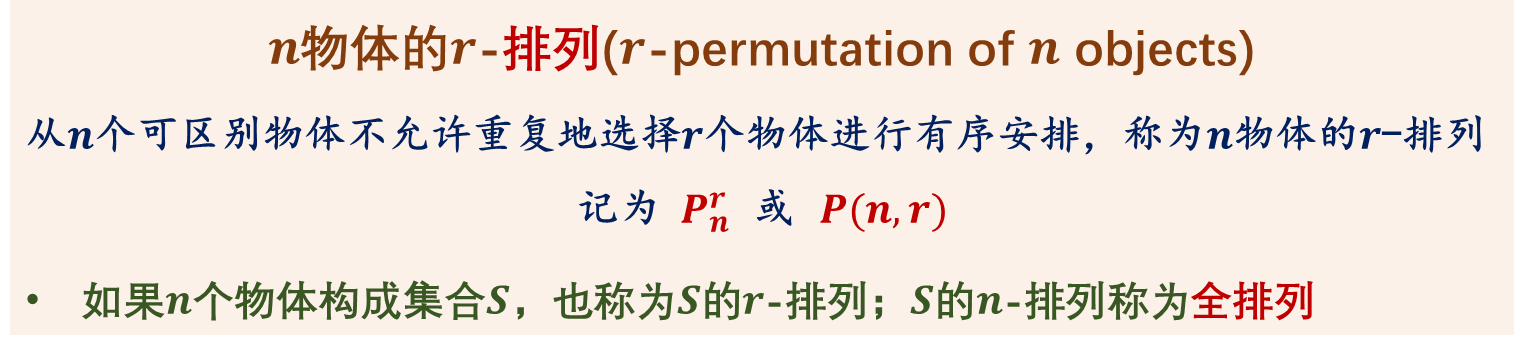 n物体的r-排列(r-permutation of n objects)
从n个可区别物体不允许重复地选择r个物体进行有序安排，称为n物体的r-排列
记为 P_n^r 或 P(n, r)
• 如果n个物体构成集合S，也称为S的r-排列；S的n-排列称为全排列